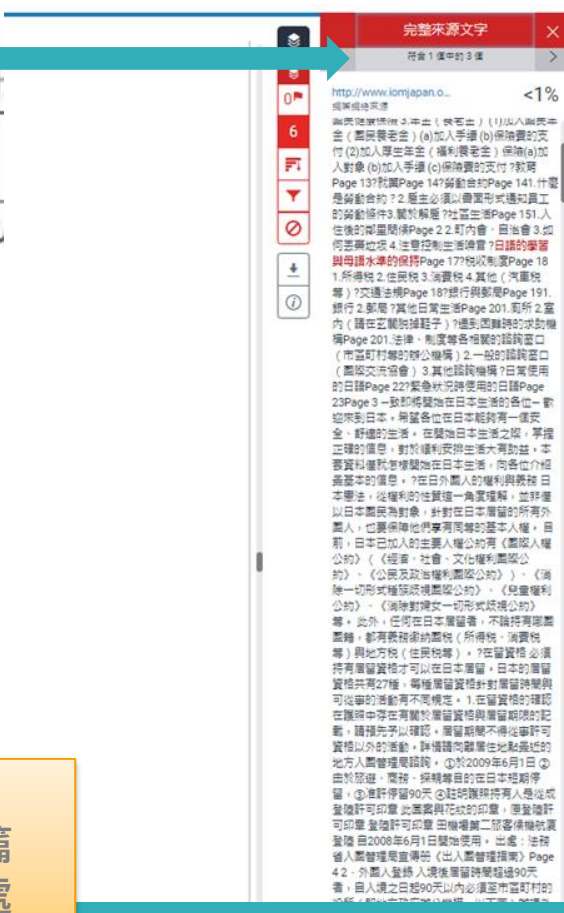 完整來源文字
符合 1 個中的 3 個
http://www.iomjapan.o...
<1%
網際網路來源
國民健康保險 3.年金(養老金)(1)加入國民年
金(國民養老金)(a)加入手續 (b)保險費的支
付 (2)加入厚生年金(福利養老金)保險(a)加
入對象 (b)加入手續 (c)保險費的支付 ?教育
Page 13?就業Page 14?勞動合約Page 141.什麼
是勞動合約?2.雇主必須以書面形式通知員工
的勞動條件3.關於解雇 ?社區生活Page 151.入
住後的鄰里問候Page 2 2.町內會、自治會 3.如
何丟棄垃圾 4.注意控制生活噪音 ?日語的學習
與母語水準的保持Page 17?稅收制度Page 18
1.所得稅 2.住民稅 3.消費稅 4.其他(汽車稅
等)?交通法規Page 18?銀行與郵局Page 191.
銀行 2.郵局 ?其他日常生活Page 201.廁所 2.室
內(請在玄關脫掉鞋子)?遇到困難時的求助機
構Page 201.法律、制度等各相關的諮詢窗口
(市區町村等的辦公機構)2.一般的諮詢窗口
(國際交流協會)3.其他諮詢機構 ?日常使用
的日語Page 22?緊急狀況時使用的日語Page
23Page 3 —致即將開始在日本生活的各位— 歡
迎來到日本。希望各位在日本能夠有一個安
全、舒適的生活。在開始日本生活之際,掌握
正確的信息,對於順利安排生活大有助益。本
套資料僅就怎樣開始在日本生活,向各位介紹
最基本的信息。?在日外國人的權利與義務 日
本憲法,從權利的性質這一角度理解,並非僅
以日本國民為對象,針對在日本居留的所有外
國人,也要保障他們享有同等的基本人權。目
前,日本已加入的主要人權公約有《國際人權
公約》(《經濟、社會、文化權利國際公
約》、《公民及政治權利國際公約》)、《消
除一切形式種族歧視國際公約》、《兒童權利
公約》、《消除對婦女一切形式歧視公約》
等。此外,任何在日本居留者,不論持有哪國
國籍,都有義務繳納國稅(所得稅、消費稅
等)與地方稅(住民稅等)。?在留資格 必須
持有居留資格才可以在日本居留。日本的居留
資格共有27種,每種居留資格針對居留時間與
可從事的活動有不同規定。1.在留資格的確認
在護照中存在有關於居留資格與居留期限的記
載,請預先予以確認。居留期間不得從事許可
資格以外的活動。詳情請向離居住地點最近的
地方入國管理局諮詢。①於2009年6月1日 ②
由於旅遊、商務、探親等目的在日本短期停
留,③准許停留90天 ④註明護照持有人是從成
登陸許可印章 此圖案與花紋的印章,原登陸許
可印章 登陸許可印章 田機場第二旅客候機航廈
登陸 自2008年6月1日開始使用。出處:法務
省入國管理局宣傳冊《出入國管理指南》Page
4 2.外國人登錄 入境後居留時間超過90天
者,自入境之日起90天以內必須至市區町村的
0
6